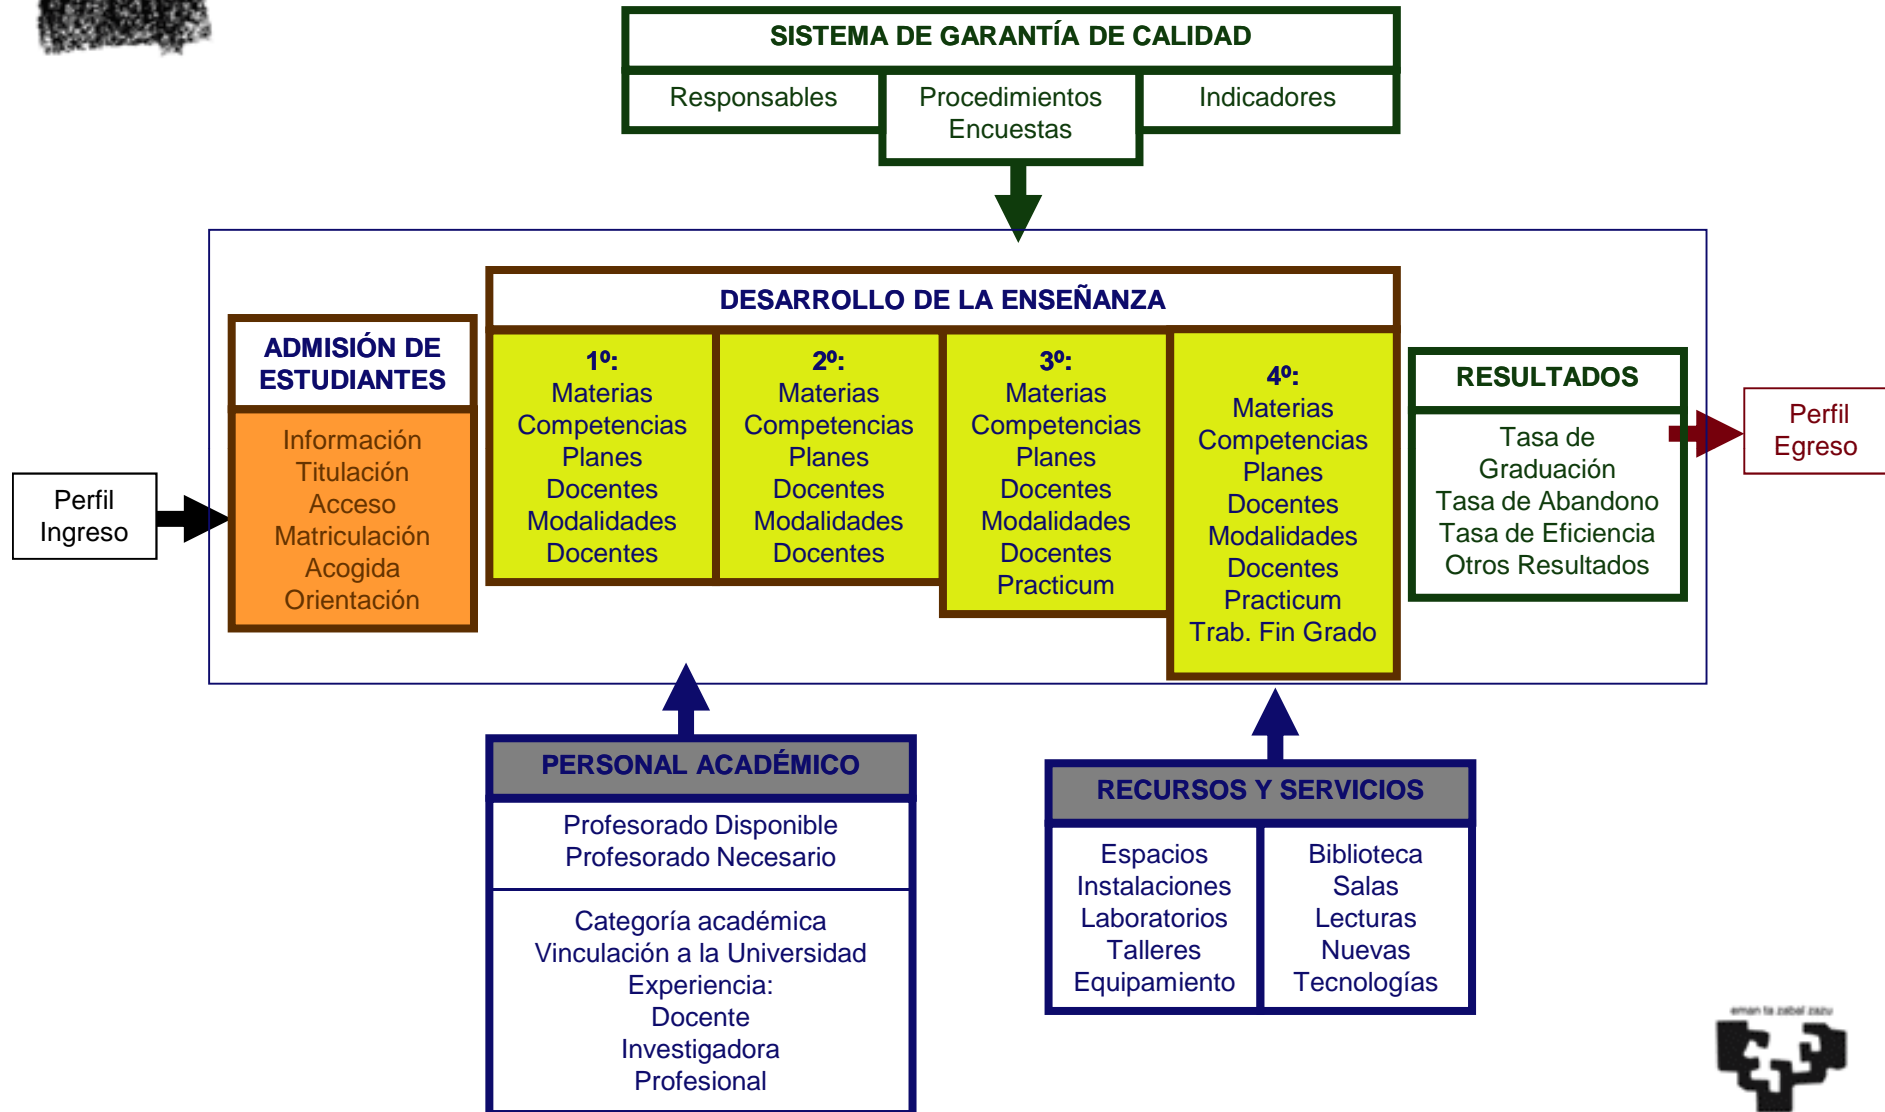 SISTEMA DE GARANTÍA DE CALIDAD
Responsables
Procedimientos
Encuestas
Indicadores
Perfil
Ingreso
ADMISIÓN DE
ESTUDIANTES
Información
Titulación
Acceso
Matriculación
Acogida
Orientación
DESARROLLO DE LA ENSEÑANZA
1º:
Materias
Competencias
Planes
Docentes
Modalidades
Docentes
2º:
Materias
Competencias
Planes
Docentes
Modalidades
Docentes
3º:
Materias
Competencias
Planes
Docentes
Modalidades
Docentes
Practicum
4º:
Materias
Competencias
Planes
Docentes
Modalidades
Docentes
Practicum
Trab. Fin Grado
RESULTADOS
Tasa de
Graduación
Tasa de Abandono
Tasa de Eficiencia
Otros Resultados
Perfil
Egreso
PERSONAL ACADÉMICO
Profesorado Disponible
Profesorado Necesario
Categoría académica
Vinculación a la Universidad
Experiencia:
Docente
Investigadora
Profesional
RECURSOS Y SERVICIOS
Espacios
Instalaciones
Laboratorios
Talleres
Equipamiento
Biblioteca
Salas
Lecturas
Nuevas
Tecnologías
eman ta zabal zazu